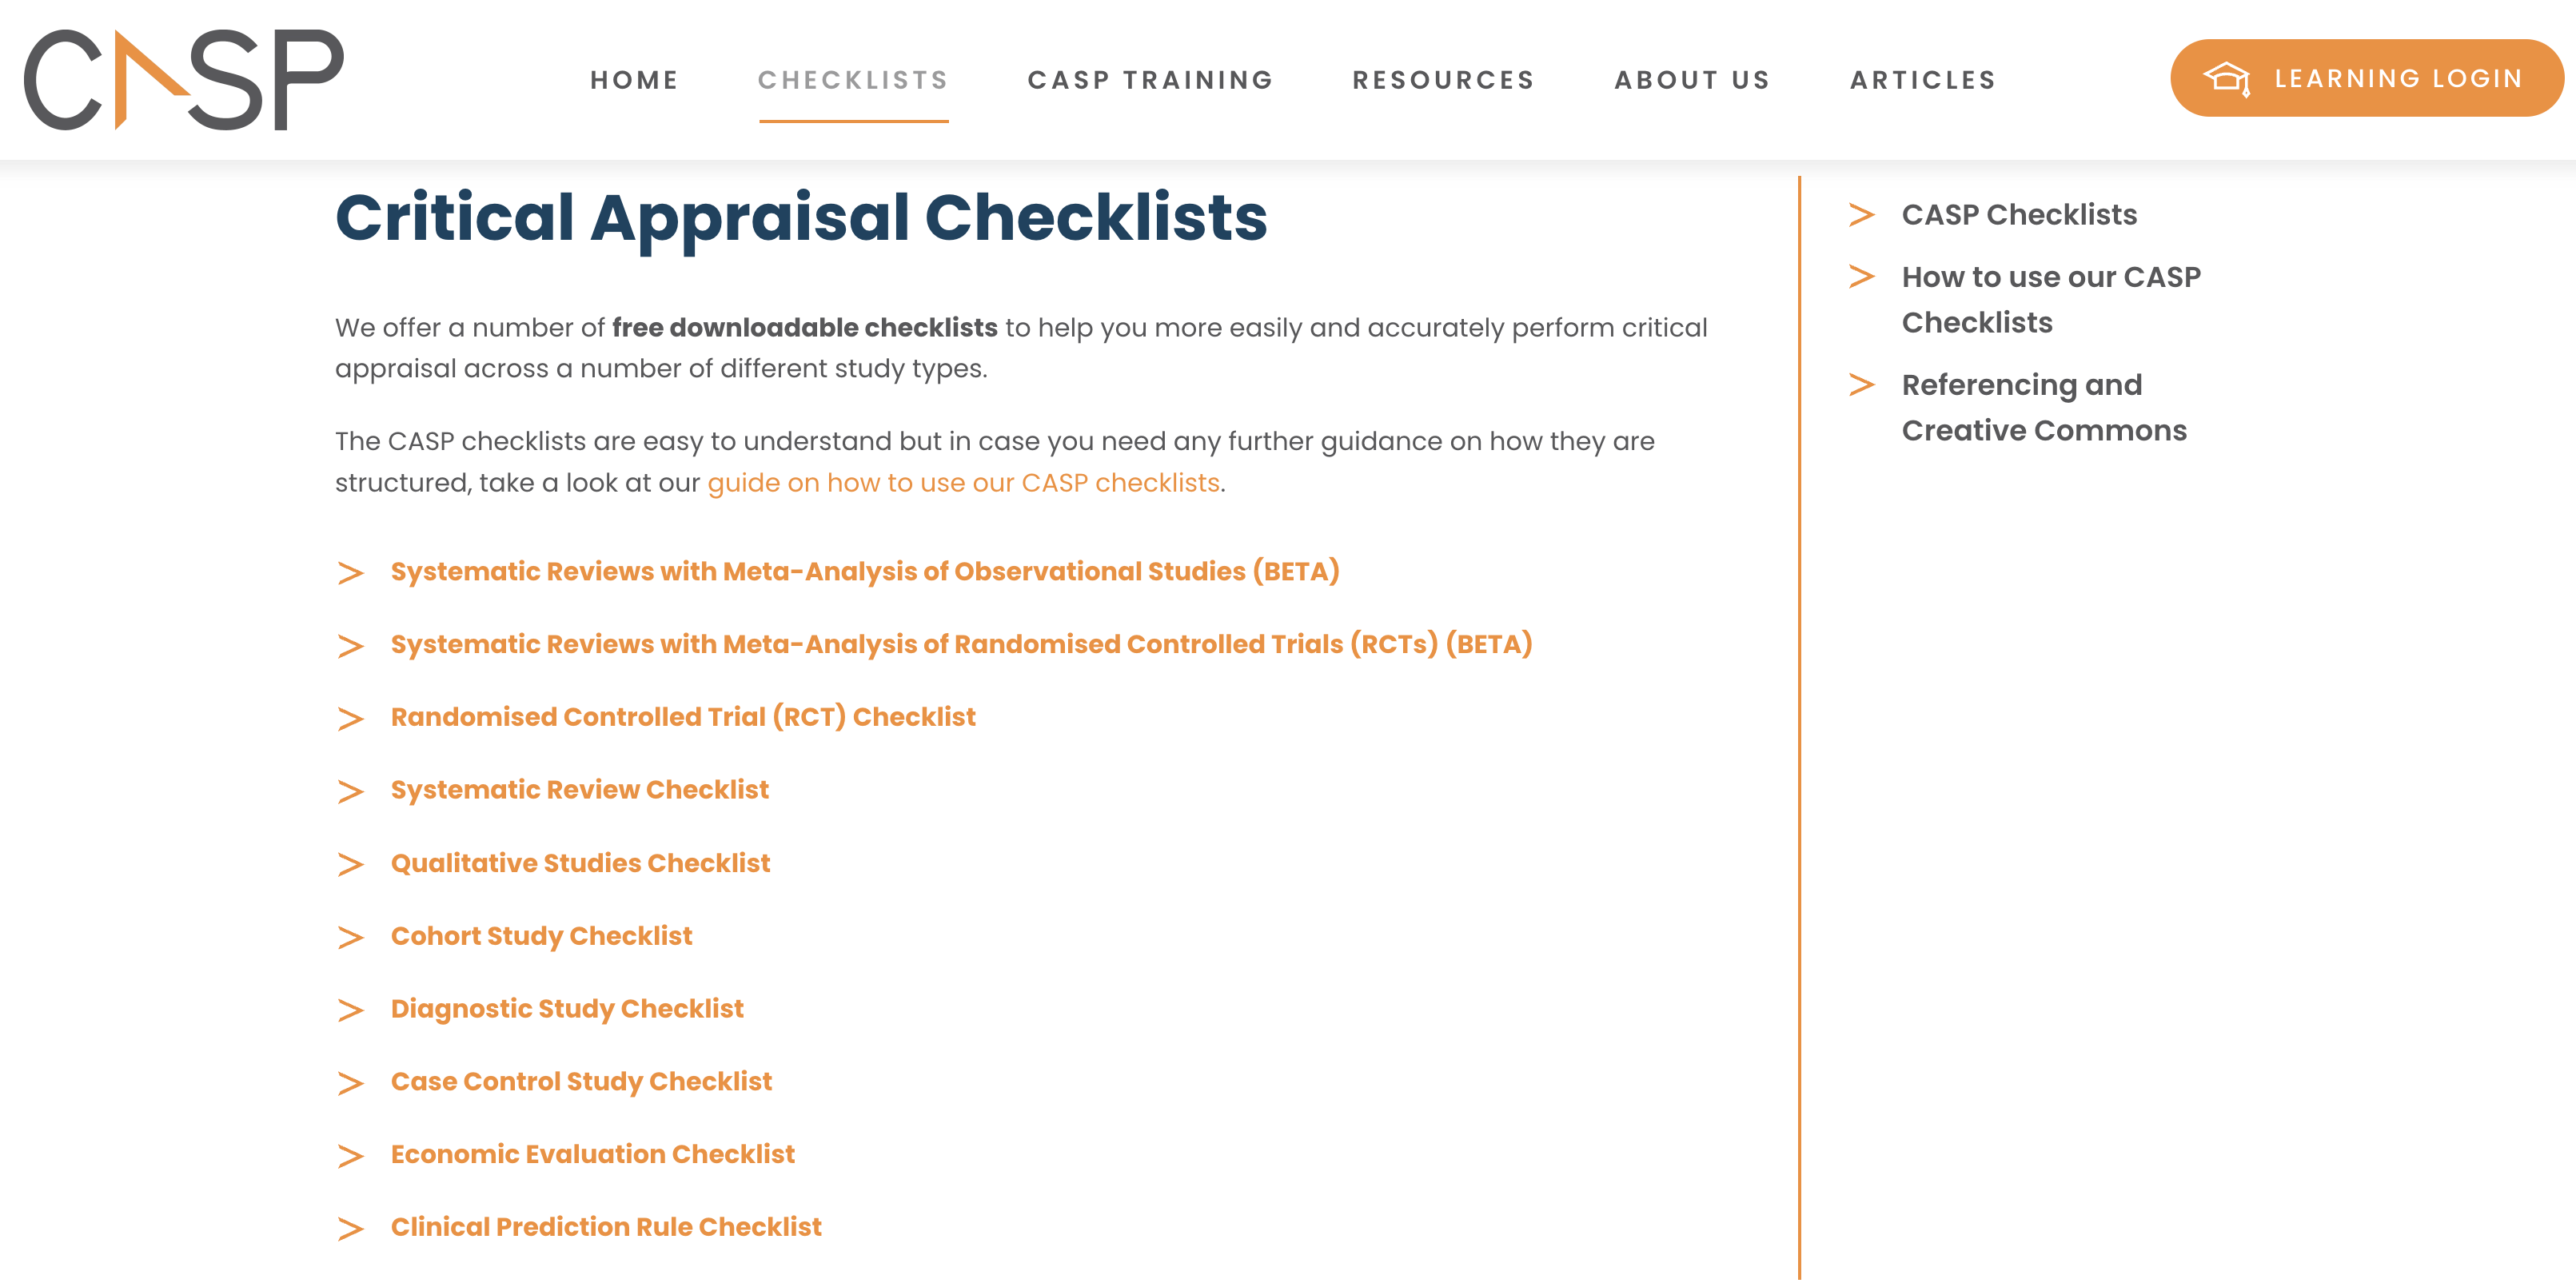 CASP
HOME
CHECKLISTS
CASP TRAINING
RESOURCES
ABOUT US
ARTICLES
LEARNING LOGIN
Critical Appraisal Checklists
We offer a number of free downloadable checklists to help you more easily and accurately perform critical
appraisal across a number of different study types.
The CASP checklists are easy to understand but in case you need any further guidance on how they are
structured, take a look at our guide on how to use our CASP checklists.
Systematic Reviews with Meta-Analysis of Observational Studies (BETA)
Systematic Reviews with Meta-Analysis of Randomised Controlled Trials (RCTs) (BETA)
Randomised Controlled Trial (RCT) Checklist
Systematic Review Checklist
Qualitative Studies Checklist
Cohort Study Checklist
Diagnostic Study Checklist
Case Control Study Checklist
Economic Evaluation Checklist
Clinical Prediction Rule Checklist
CASP Checklists
How to use our CASP
Checklists
Referencing and
Creative Commons